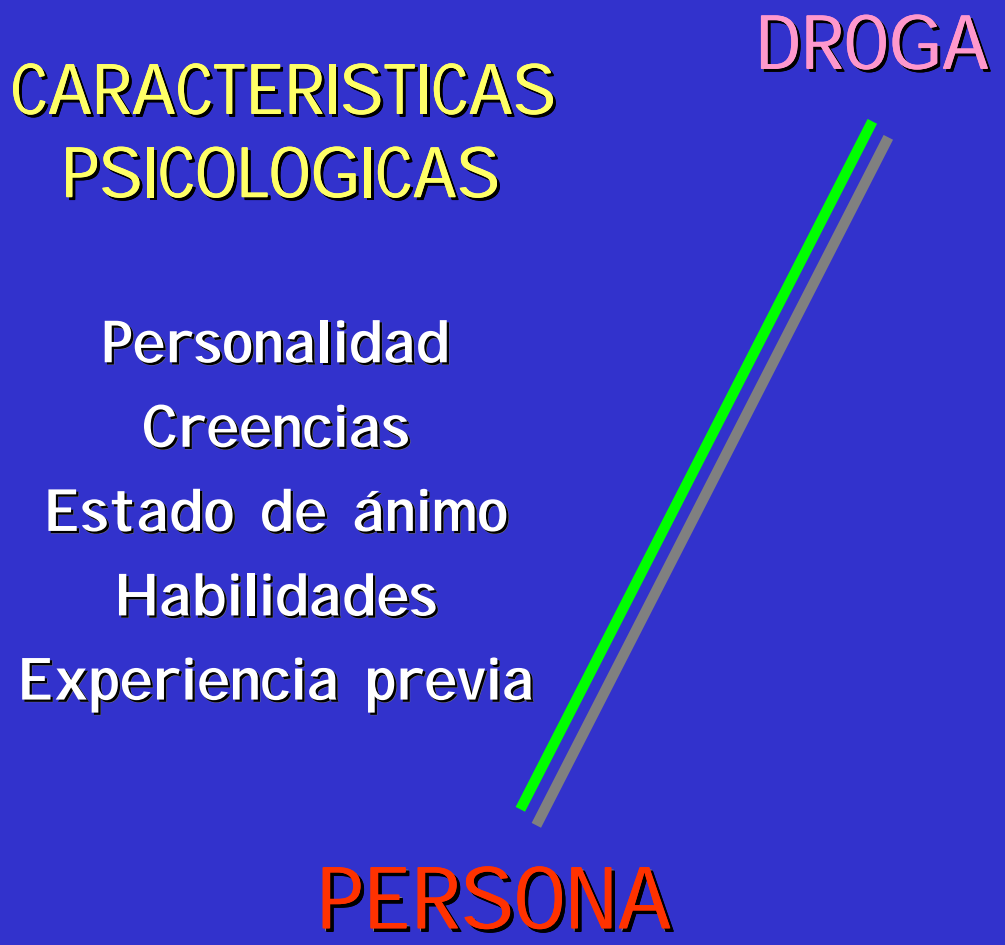 DROGA
CARACTERISTICAS
PSICOLOGICAS
Personalidad
Creencias
Estado de ánimo
Habilidades
Experiencia previa
PERSONA